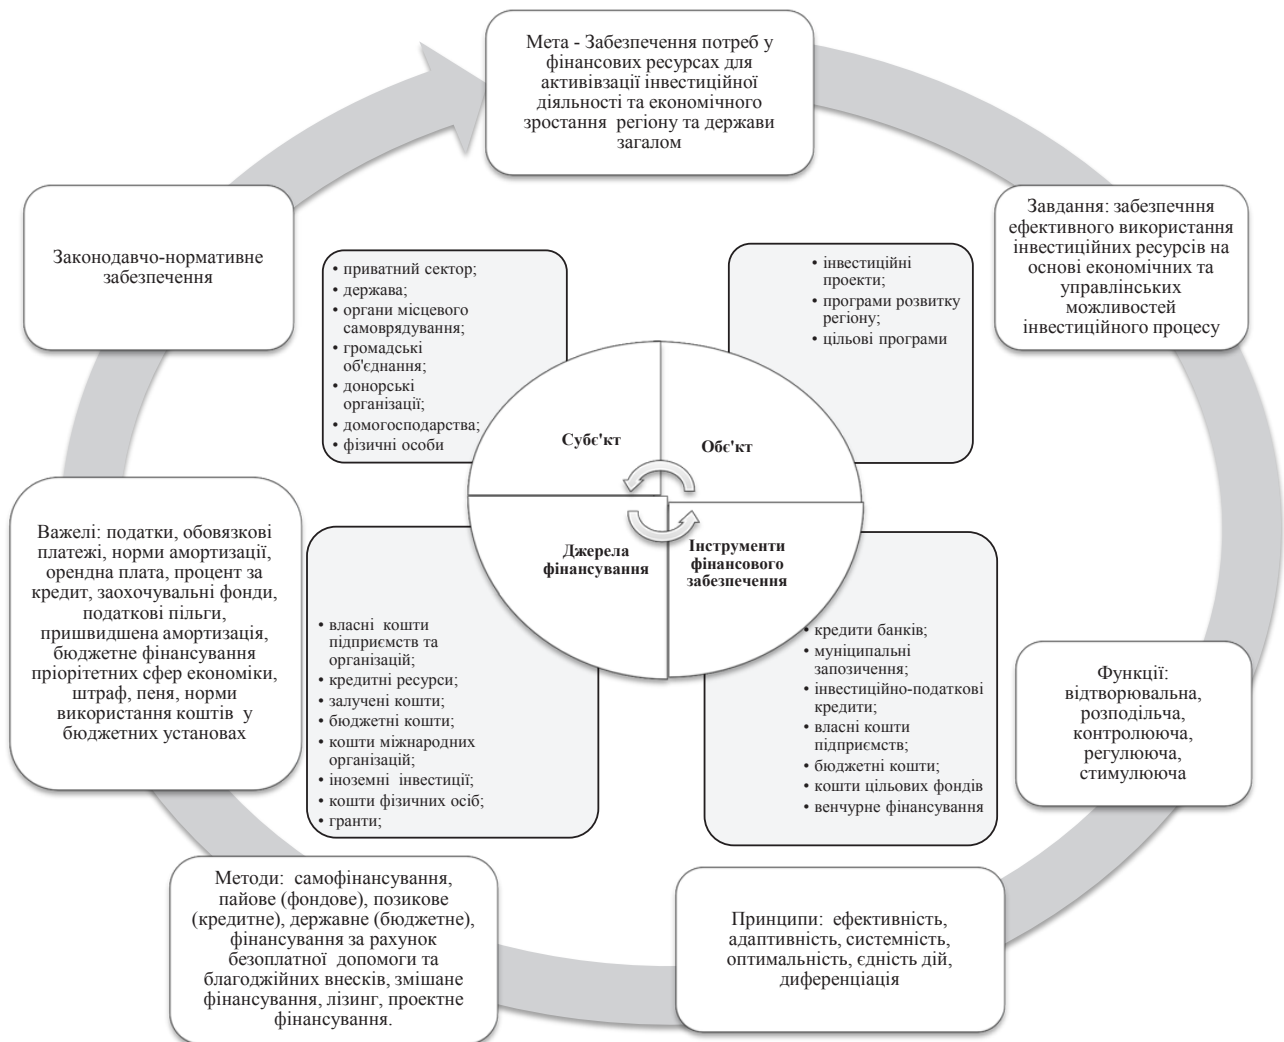 Мета - Забезпечення потреб у
фінансових ресурсах для
активівзації інвестиційної
діяльності та економічного
зростання регіону та держави
загалом
Завдання: забезпечння
ефективного використання
інвестиційних ресурсів на
основі економічних та
управлінських
можливостей
інвестиційного процесу
Законодавчо-нормативне
забезпечення
• приватний сектор;
• держава;
• органи місцевого
самоврядування;
• громадські
об'єднання;
• донорські
організації;
• домогосподарства;
• фізичні особи
• інвестиційні
проекти;
• програми розвитку
регіону;
• цільові програми
Субє'кт
Обє'кт
Джерела
фінансування
Інструменти
фінансового
забезпечення
Важелі: податки, обовязкові
платежі, норми амортизації,
орендна плата, процент за
кредит, заохочувальні фонди,
податкові пільги,
пришвидшена амортизація,
бюджетне фінансування
пріорітетних сфер економіки,
штраф, пеня, норми
використання коштів у
бюджетних установах
• власні кошти
підприємств та
організацій;
• кредитні ресурси;
• залучені кошти;
• бюджетні кошти;
• кошти міжнародних
організацій;
• іноземні інвестиції;
• кошти фізичних осіб;
• гранти;
• кредити банків;
• муніципальні
запозичення;
• інвестиційно-податкові
кредити;
• власні кошти
підприємств;
• бюджетні кошти;
• кошти цільових фондів
• венчурне фінансування
Функції:
відтворювальна,
розподільча,
контролююча,
регулююча,
стимулююча
Методи: самофінансування,
пайове (фондове), позикове
(кредитне), державне (бюджетне),
фінансування за рахунок
безоплатної допомоги та
благоджійних внесків, змішане
фінансування, лізинг, проектне
фінансування.
Принципи: ефективність,
адаптивність, системність,
оптимальність, єдність дій,
диференціація